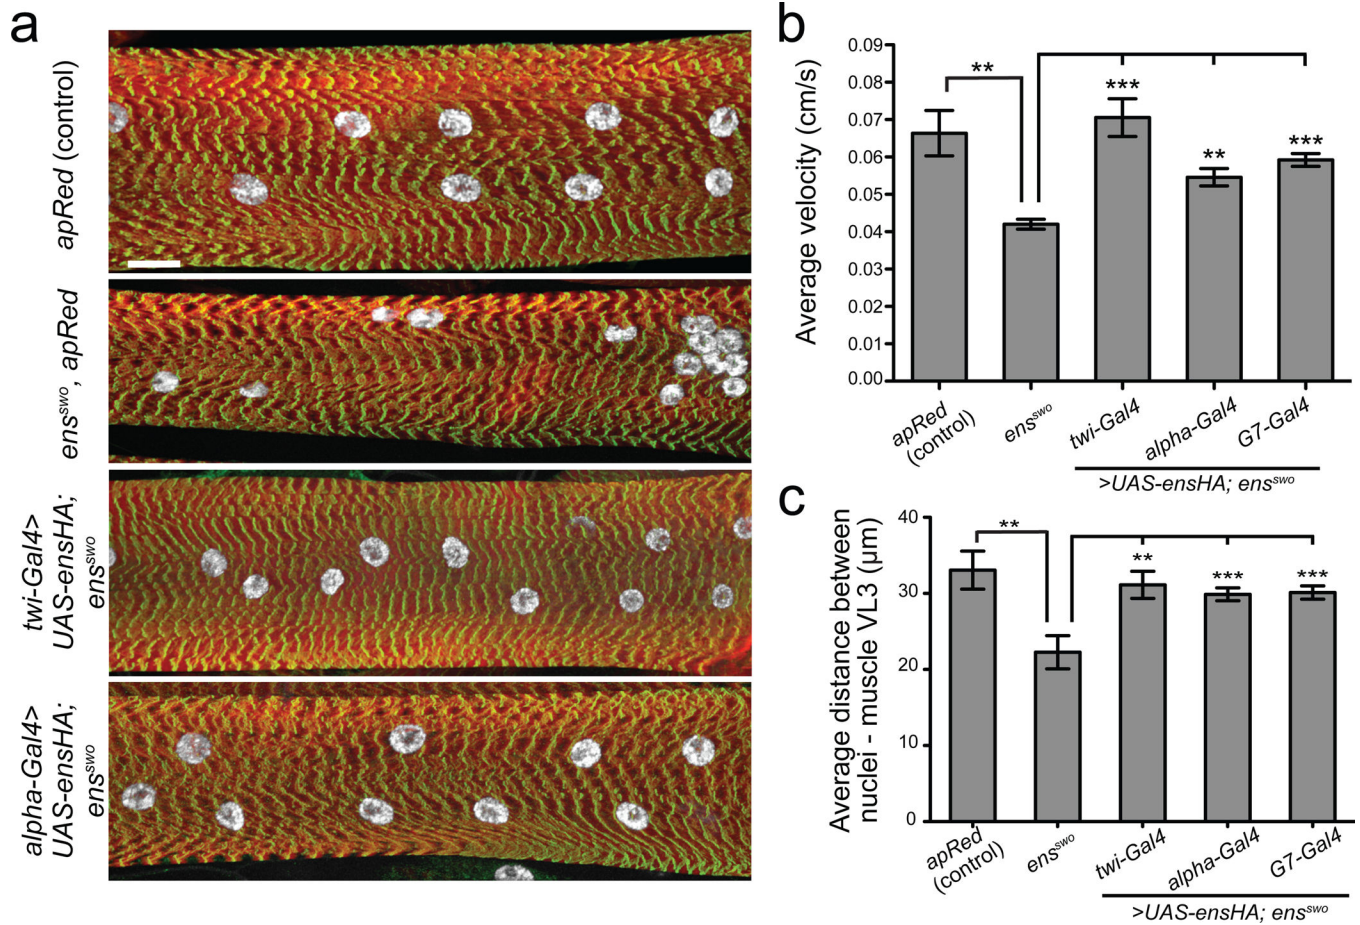 a
apRed (control)
ens^swo, apRed
twi-Gal4>
UAS-ensHA;
ens^swo
alpha-Gal4>
UAS-ensHA;
ens^swo
b
Average velocity (cm/s)
0.09
0.08
0.07
0.06
0.05
0.04
0.03
0.02
0.01
0.00
**
***
**
***
apRed
(control)
ens^swo
twi-Gal4
alpha-Gal4
G7-Gal4
>UAS-ensHA; ens^swo
c
Average distance between
nuclei - muscle VL3 (µm)
40
30
20
10
0
**
**
***
***
apRed
(control)
ens^swo
twi-Gal4
alpha-Gal4
G7-Gal4
>UAS-ensHA; ens^swo